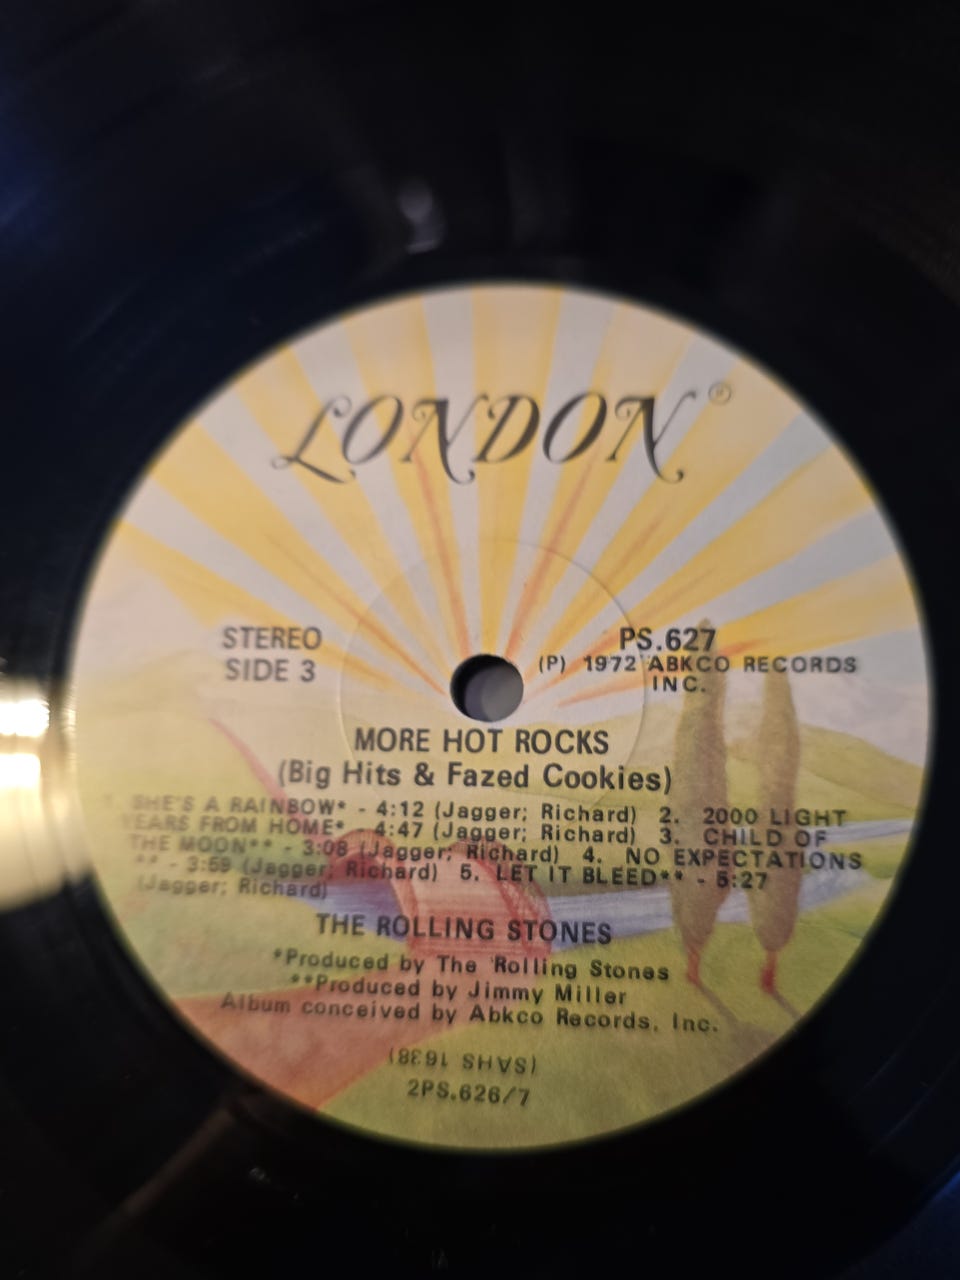 LONDON®
STEREO
SIDE 3
PS.627
(P) 1972 ABKCO RECORDS
INC.
MORE HOT ROCKS
(Big Hits & Fazed Cookies)
1. SHE'S A RAINBOW* - 4:12 (Jagger; Richard) 2. 2000 LIGHT
YEARS FROM HOME* - 4:47 (Jagger; Richard) 3. CHILD OF
THE MOON** - 3:08 (Jagger; Richard) 4. NO EXPECTATIONS
** - 3:59 (Jagger; Richard) 5. LET IT BLEED** - 5:27
(Jagger; Richard)
THE ROLLING STONES
*Produced by The Rolling Stones
**Produced by Jimmy Miller
Album conceived by Abkco Records, Inc.
(SAHS 1638)
2PS.626/7